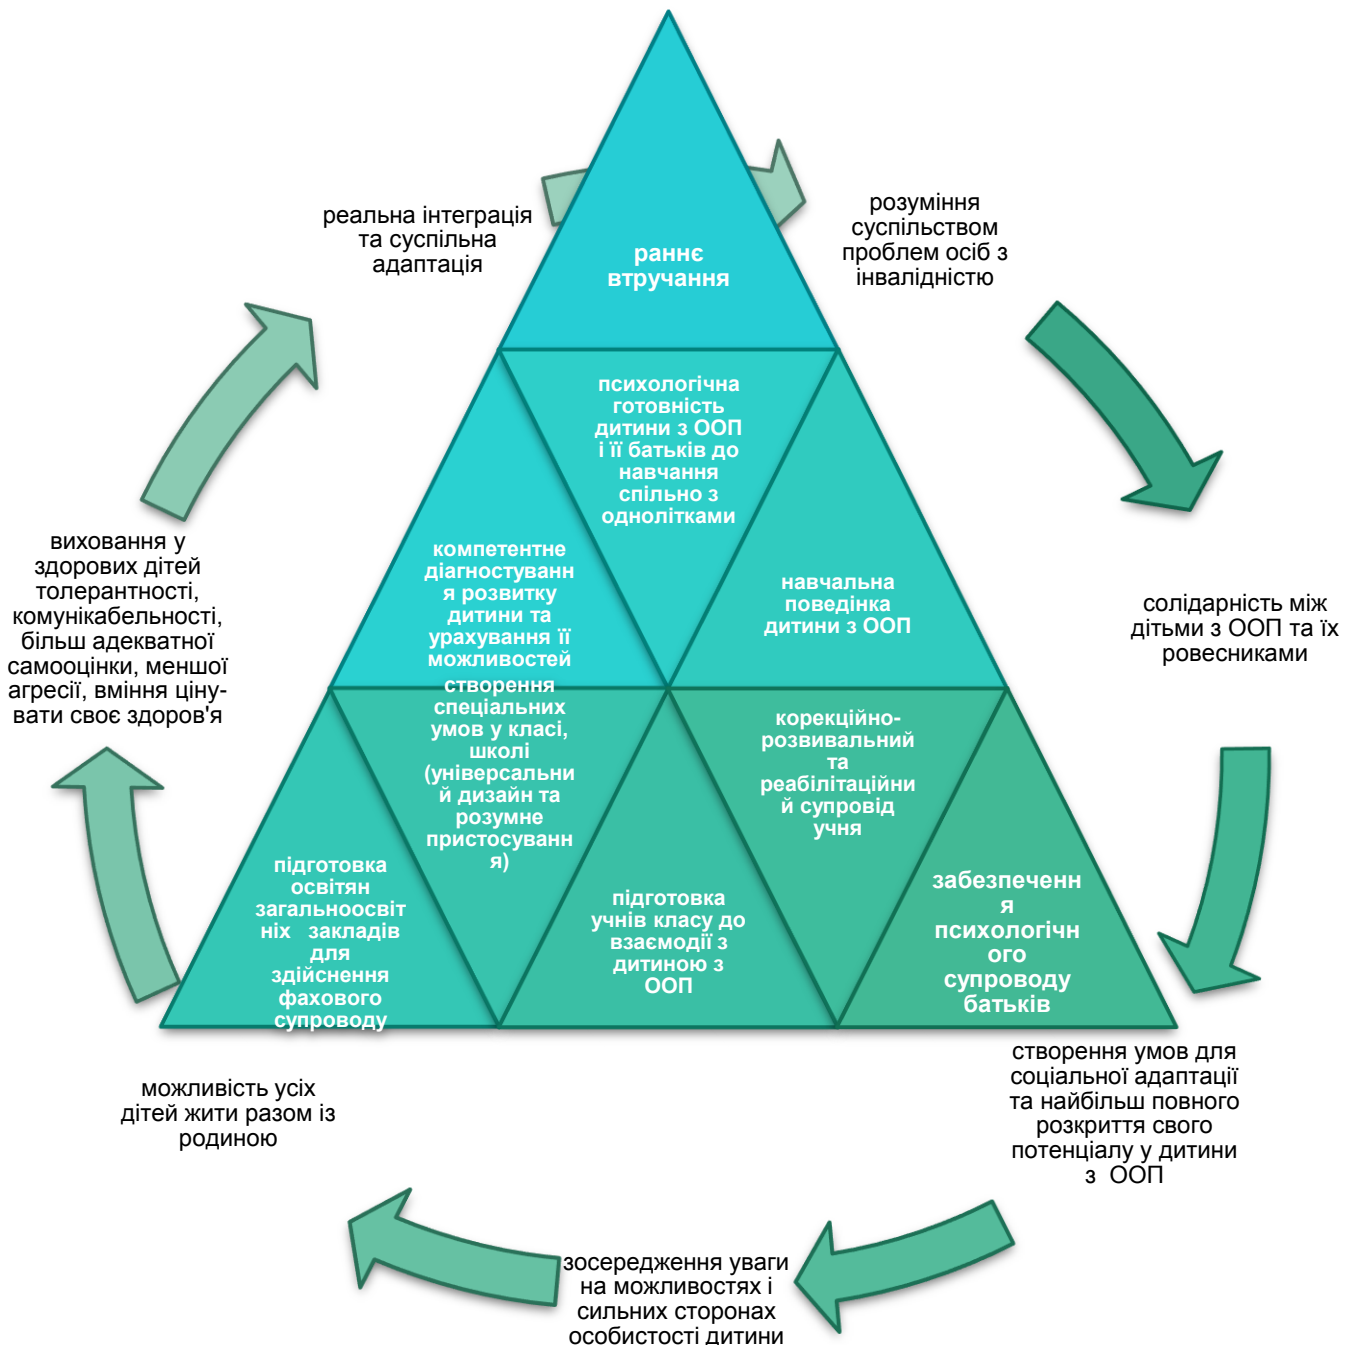 реальна інтеграція
та суспільна
адаптація
раннє
втручання
розуміння
суспільством
проблем осіб з
інвалідністю
психологічна
готовність
дитини з ООП
і її батьків до
навчання
спільно з
однолітками
компетентне
діагностуванн
я розвитку
дитини та
урахування її
можливостей
навчальна
поведінка
дитини з ООП
виховання у
здорових дітей
толерантності,
комунікабельності,
більш адекватної
самооцінки, меншої
агресії, вміння ціну-
вати своє здоров'я
солідарність між
дітьми з ООП та їх
ровесниками
створення
спеціальних
умов у класі,
школі
(універсальни
й дизайн та
розумне
пристосуванн
я)
корекційно-
розвивальний
та
реабілітаційни
й супровід
учня
підготовка
освітян
загальноосвіт
ніх закладів
для
здійснення
фахового
супроводу
підготовка
учнів класу до
взаємодії з
дитиною з
ООП
забезпеченн
я
психологічн
ого
супроводу
батьків
можливість усіх
дітей жити разом із
родиною
створення умов для
соціальної адаптації
та найбільш повного
розкриття свого
потенціалу у дитини
з ООП
зосередження уваги
на можливостях і
сильних сторонах
особистості дитини